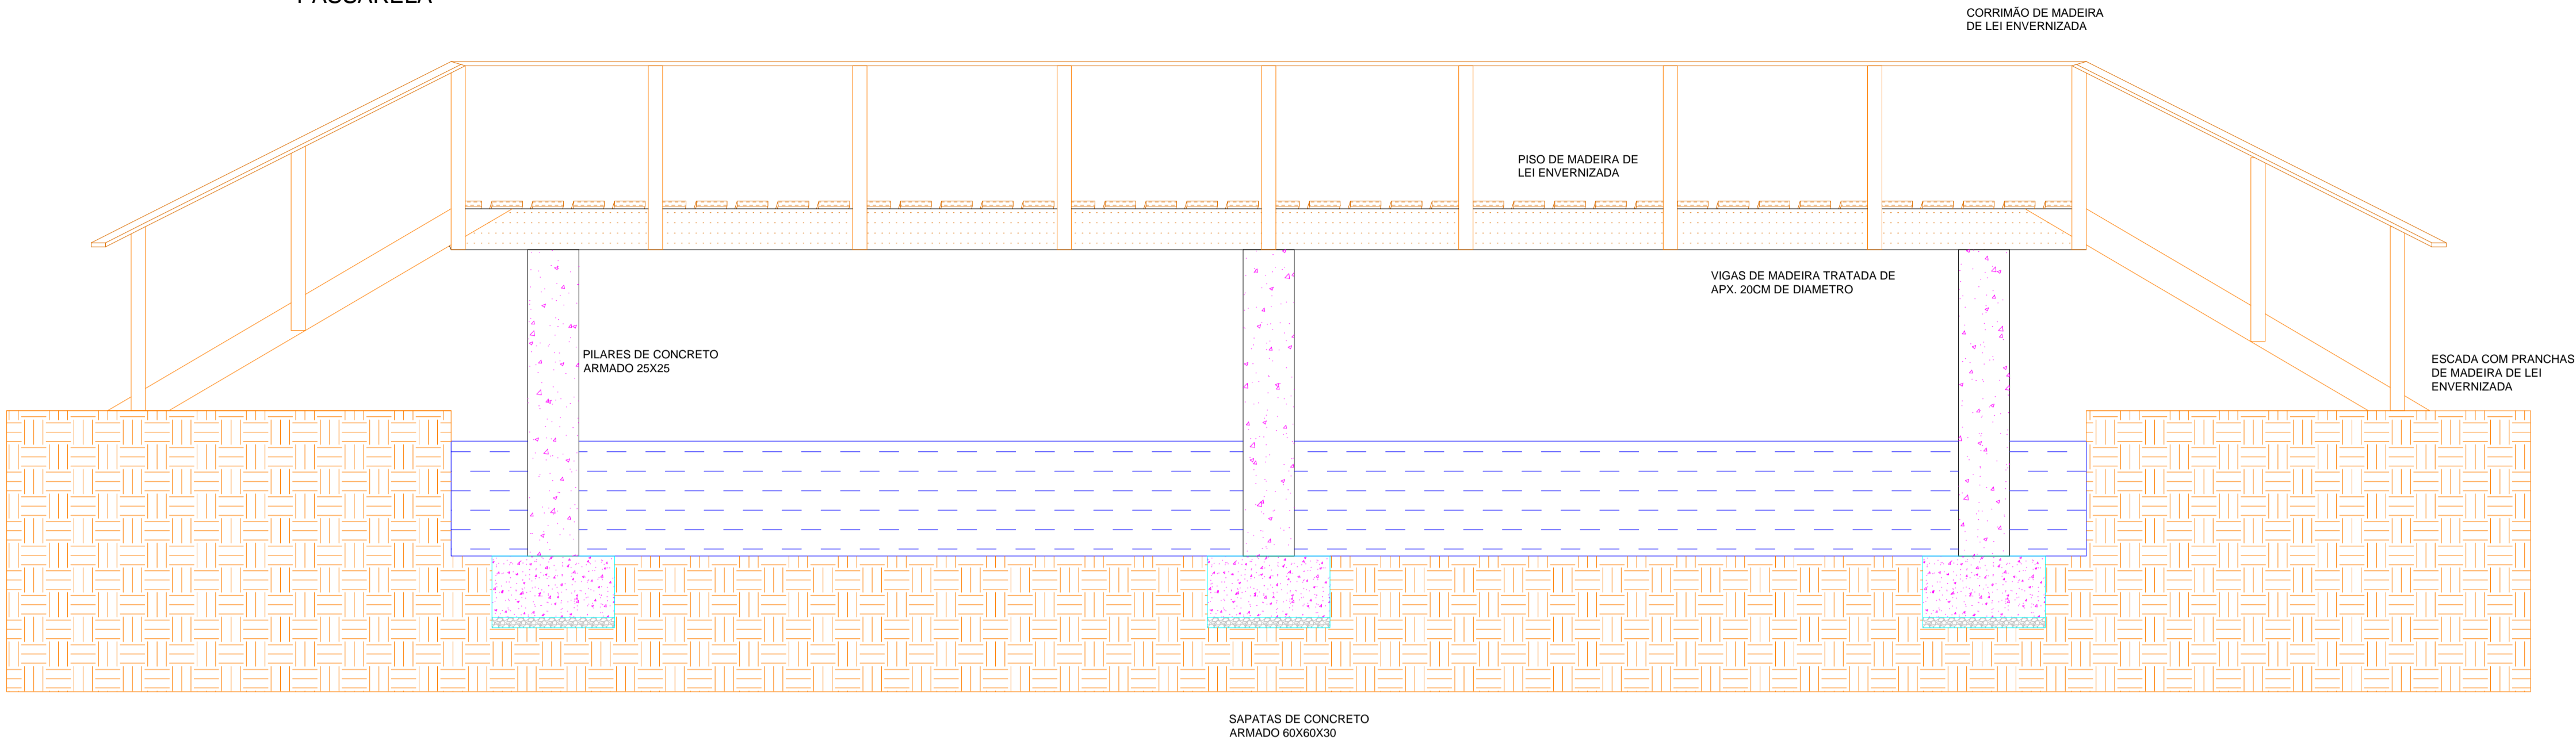 CORRIMÃO DE MADEIRA
DE LEI ENVERNIZADA
PISO DE MADEIRA DE
LEI ENVERNIZADA
VIGAS DE MADEIRA TRATADA DE
APX. 20CM DE DIAMETRO
PILARES DE CONCRETO
ARMADO 25X25
ESCADA COM PRANCHAS
DE MADEIRA DE LEI
ENVERNIZADA
SAPATAS DE CONCRETO
ARMADO 60X60X30